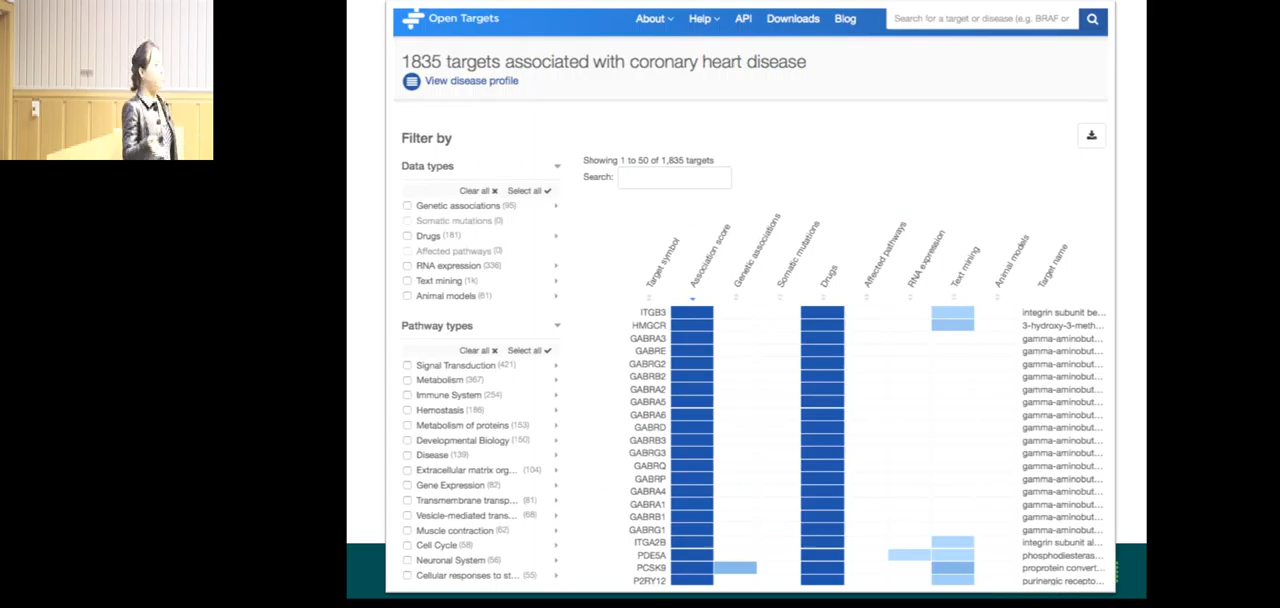 Open Targets
About Help API Downloads Blog
Search for a target or disease (e.g. BRAF or
1835 targets associated with coronary heart disease
View disease profile
Filter by
Data types
Clear all × Select all ✔
Genetic associations (95)
Somatic mutations (0)
Drugs (181)
Affected pathways (0)
RNA expression (336)
Text mining (1k)
Animal models (61)
Pathway types
Clear all × Select all ✔
Signal Transduction (421)
Metabolism (367)
Immune System (254)
Hemostasis (186)
Metabolism of proteins (153)
Developmental Biology (150)
Disease (139)
Extracellular matrix org... (104)
Gene Expression (82)
Transmembrane transp... (81)
Vesicle-mediated trans... (68)
Muscle contraction (62)
Cell Cycle (58)
Neuronal System (56)
Cellular responses to st... (55)
Showing 1 to 50 of 1,835 targets
Search:
Target symbol Association score Genetic associations Somatic mutations Drugs Affected pathways RNA expression Text mining Animal models Target name
ITGB3 integrin subunit be...
HMGCR 3-hydroxy-3-meth...
GABRA3 gamma-aminobut...
GABRE gamma-aminobut...
GABRG2 gamma-aminobut...
GABRB2 gamma-aminobut...
GABRA2 gamma-aminobut...
GABRA5 gamma-aminobut...
GABRA6 gamma-aminobut...
GABRD gamma-aminobut...
GABRB3 gamma-aminobut...
GABRG3 gamma-aminobut...
GABRQ gamma-aminobut...
GABRP gamma-aminobut...
GABRA4 gamma-aminobut...
GABRA1 gamma-aminobut...
GABRB1 gamma-aminobut...
GABRG1 gamma-aminobut...
ITGA2B integrin subunit al...
PDE5A phosphodiesteras...
PCSK9 proprotein convert...
P2RY12 purinergic recepto...